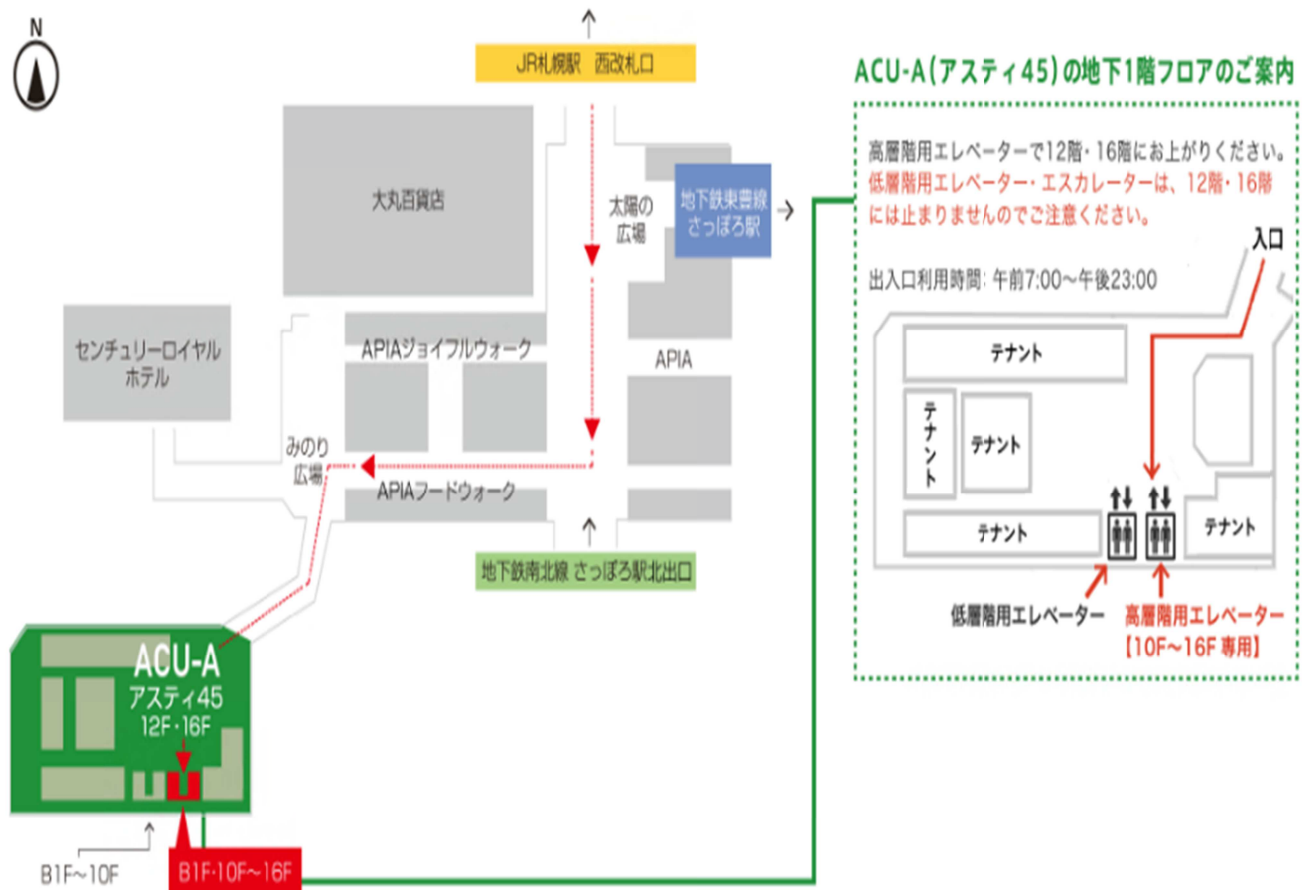 N
JR札幌駅 西改札口
大丸百貨店
太陽の
広場
地下鉄東豊線
さっぽろ駅
センチュリーロイヤル
ホテル
APIAジョイフルウォーク
APIA
みのり
広場
APIAフードウォーク
地下鉄南北線 さっぽろ駅北出口
ACU-A
アスティ45
12F・16F
B1F〜10F
B1F・10F〜16F
ACU-A(アスティ45)の地下1階フロアのご案内
高層階用エレベーターで12階・16階にお上がりください。
低層階用エレベーター・エスカレーターは、12階・16階
には止まりませんのでご注意ください。
入口
出入口利用時間: 午前7:00〜午後23:00
テナント
テナント
テナント
テナント
テナント
低層階用エレベーター
高層階用エレベーター
【10F〜16F 専用】